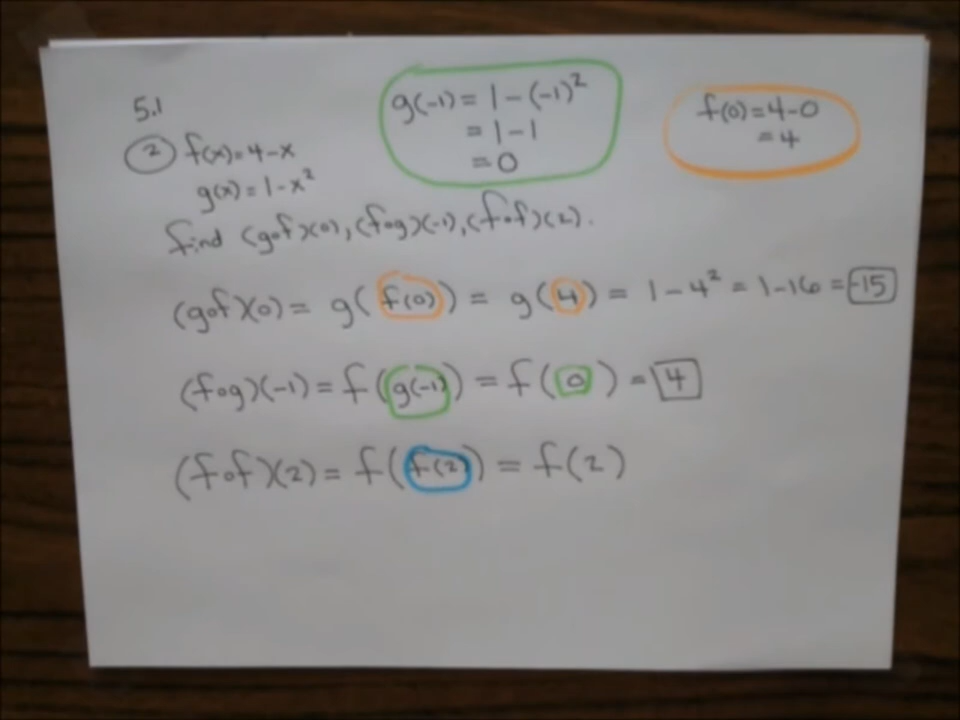 5.1
② f(x)=4-x
g(x)=1-x²
find (g∘f)(0), (f∘g)(-1), (f∘f)(2).
g(-1)= 1-(-1)²
= 1-1
=0
f(0)=4-0
= 4
(g∘f)(0) = g(f(0)) = g(4) = 1-4² = 1-16 = -15
(f∘g)(-1) = f(g(-1)) = f(0) = 4
(f∘f)(2) = f(f(2)) = f(2)